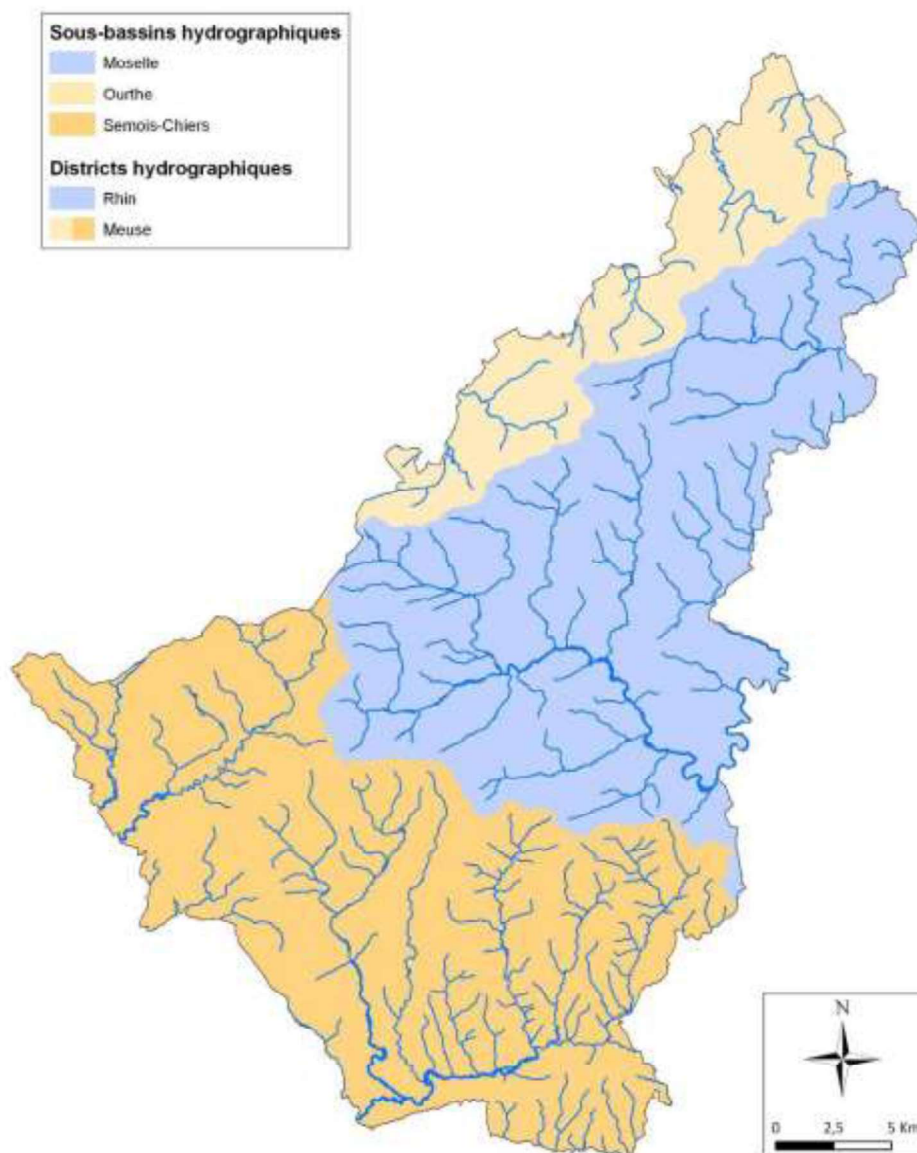 Sous-bassins hydrographiques
Moselle
Ourthe
Semois-Chiers
Districts hydrographiques
Rhin
Meuse
N
0 2,5 5 Km